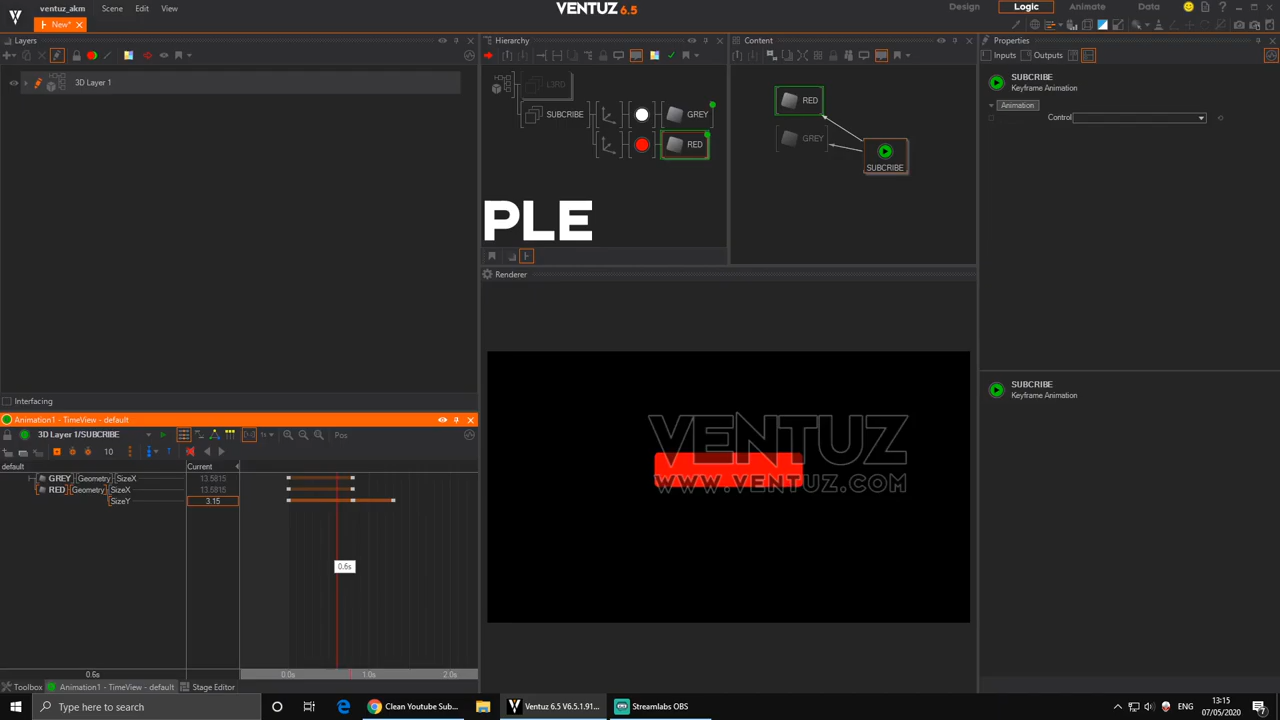 ventuz_akm
Scene
Edit
View
VENTUZ 6.5
Design
Logic
Animate
Data
New*
Layers
3D Layer 1
Interfacing
Hierarchy
L3RD
SUBSCRIBE
GREY
RED
PLE
Content
RED
GREY
SUBCRIBE
Renderer
VENTUZ
WWW.VENTUZ.COM
Properties
Inputs
Outputs
SUBCRIBE
Keyframe Animation
Animation
Control
SUBCRIBE
Keyframe Animation
Animation1 - TimeView - default
3D Layer 1/SUBCRIBE
Pos
10
default
Current
GREY Geometry SizeX 13.5815
RED Geometry SizeX 13.5815
SizeY 3.15
0.6s
0.6s
0.0s 1.0s 2.0s
Toolbox
Animation1 - TimeView - default
Stage Editor
Type here to search
Clean Youtube Sub...
Ventuz 6.5 V6.5.1.91...
Streamlabs OBS
13:15
07/05/2020